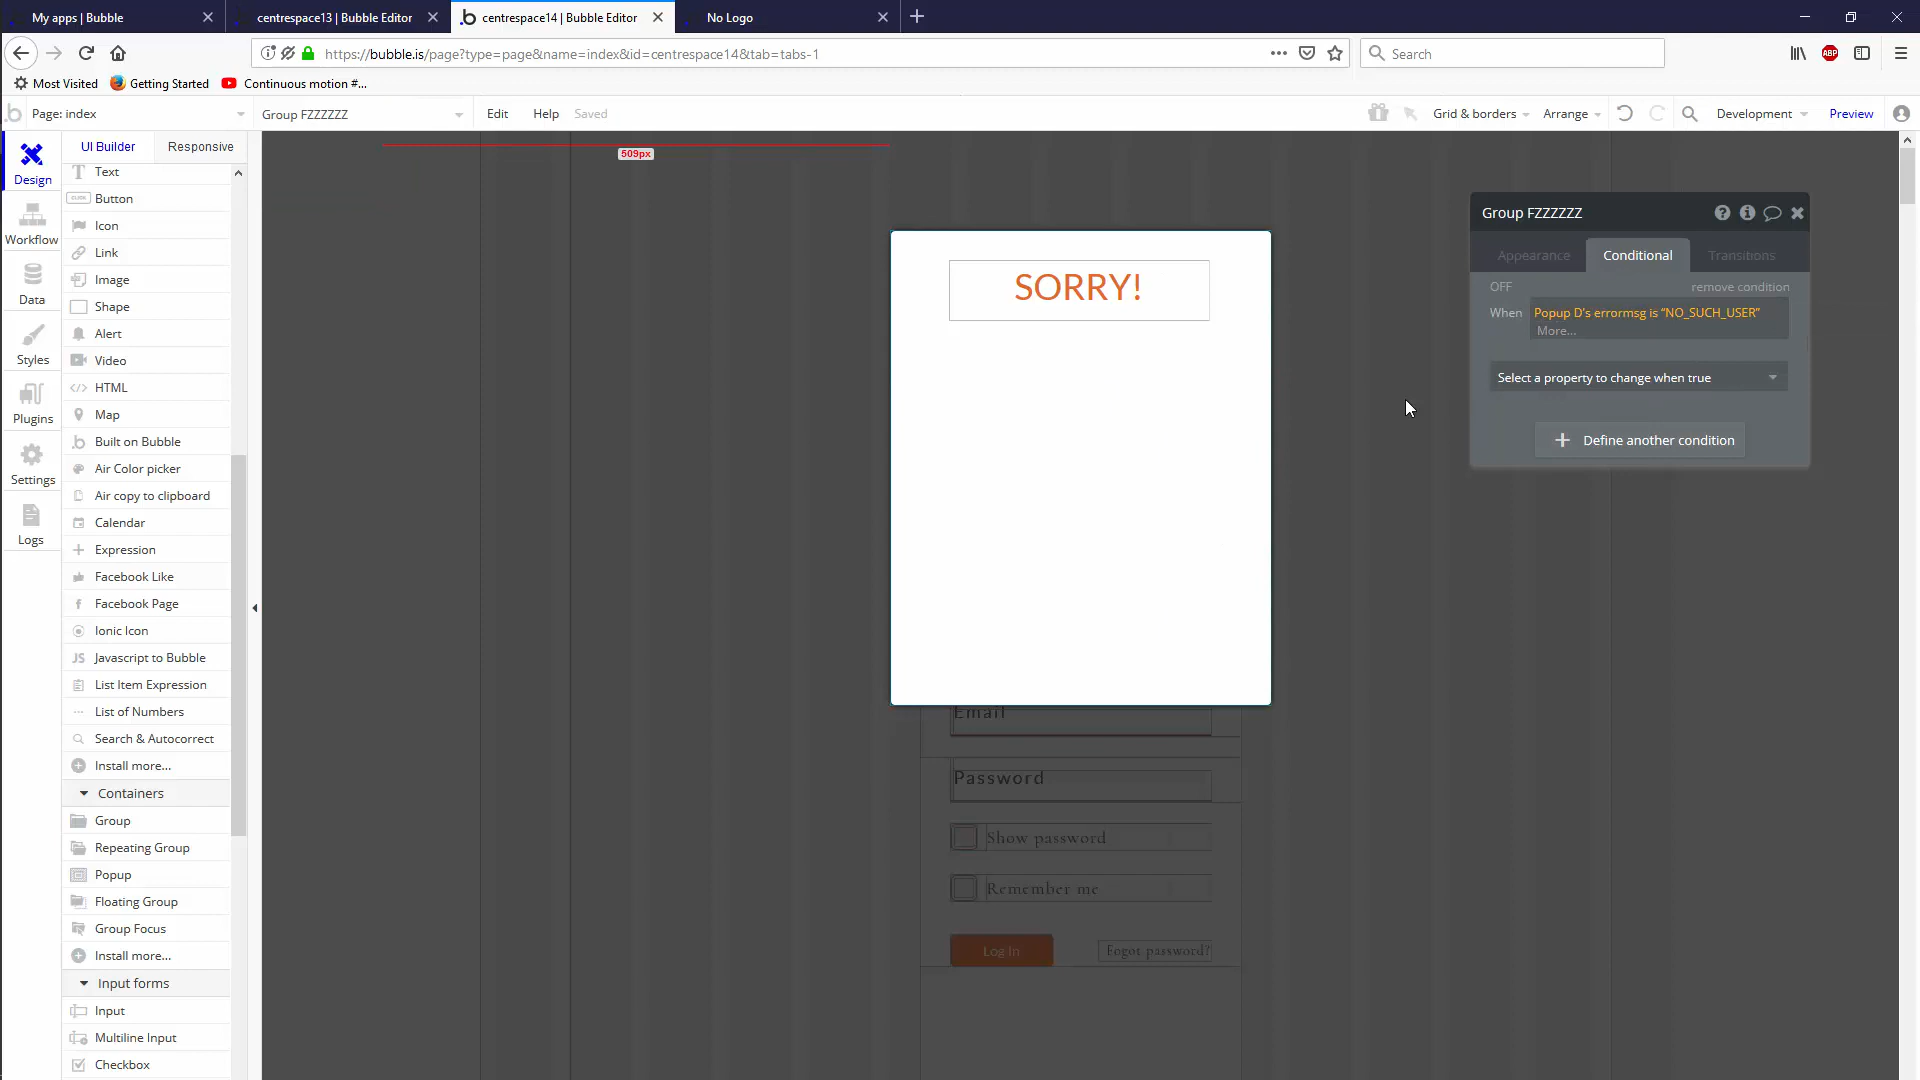 My apps | Bubble
centrespace13 | Bubble Editor
centrespace14 | Bubble Editor
No Logo
https://bubble.is/page?type=page&name=index&id=centrespace14&tab=tabs-1
Search
Most Visited
Getting Started
Continuous motion #...
Page: index
Group FZZZZZZ
Edit
Help
Saved
Grid & borders
Arrange
Development
Preview
UI Builder
Responsive
Design
Workflow
Data
Styles
Plugins
Settings
Logs
Text
Button
Icon
Link
Image
Shape
Alert
Video
HTML
Map
Built on Bubble
Air Color picker
Air copy to clipboard
Calendar
Expression
Facebook Like
Facebook Page
Ionic Icon
Javascript to Bubble
List Item Expression
List of Numbers
Search & Autocorrect
Install more...
Containers
Group
Repeating Group
Popup
Floating Group
Group Focus
Install more...
Input forms
Input
Multiline Input
Checkbox
509px
SORRY!
Email
Password
Show password
Remember me
Log In
Fogot password?
Group FZZZZZZ
Appearance
Conditional
Transitions
OFF
remove condition
When
Popup D's errormsg is “NO_SUCH_USER”
More...
Select a property to change when true
Define another condition